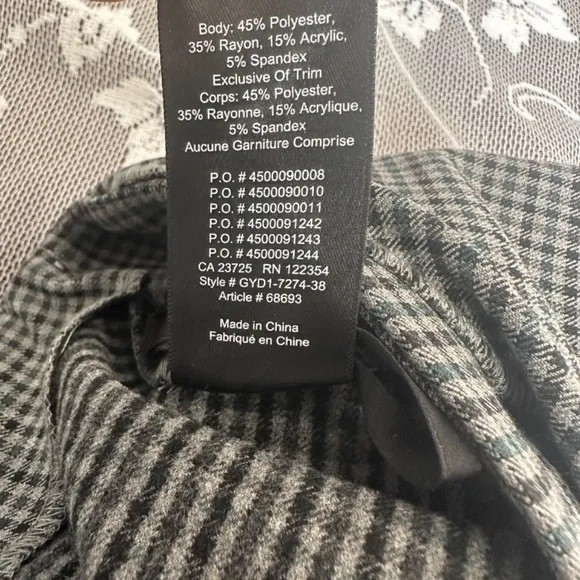 Body: 45% Polyester,
35% Rayon, 15% Acrylic,
5% Spandex
Exclusive Of Trim
Corps: 45% Polyester,
35% Rayonne, 15% Acrylique,
5% Spandex
Aucune Garniture Comprise
P.O. # 4500090008
P.O. # 4500090010
P.O. # 4500090011
P.O. # 4500091242
P.O. # 4500091243
P.O. # 4500091244
CA 23725 RN 122354
Style # GYD1-7274-38
Article # 68693
Made in China
Fabriqué en Chine